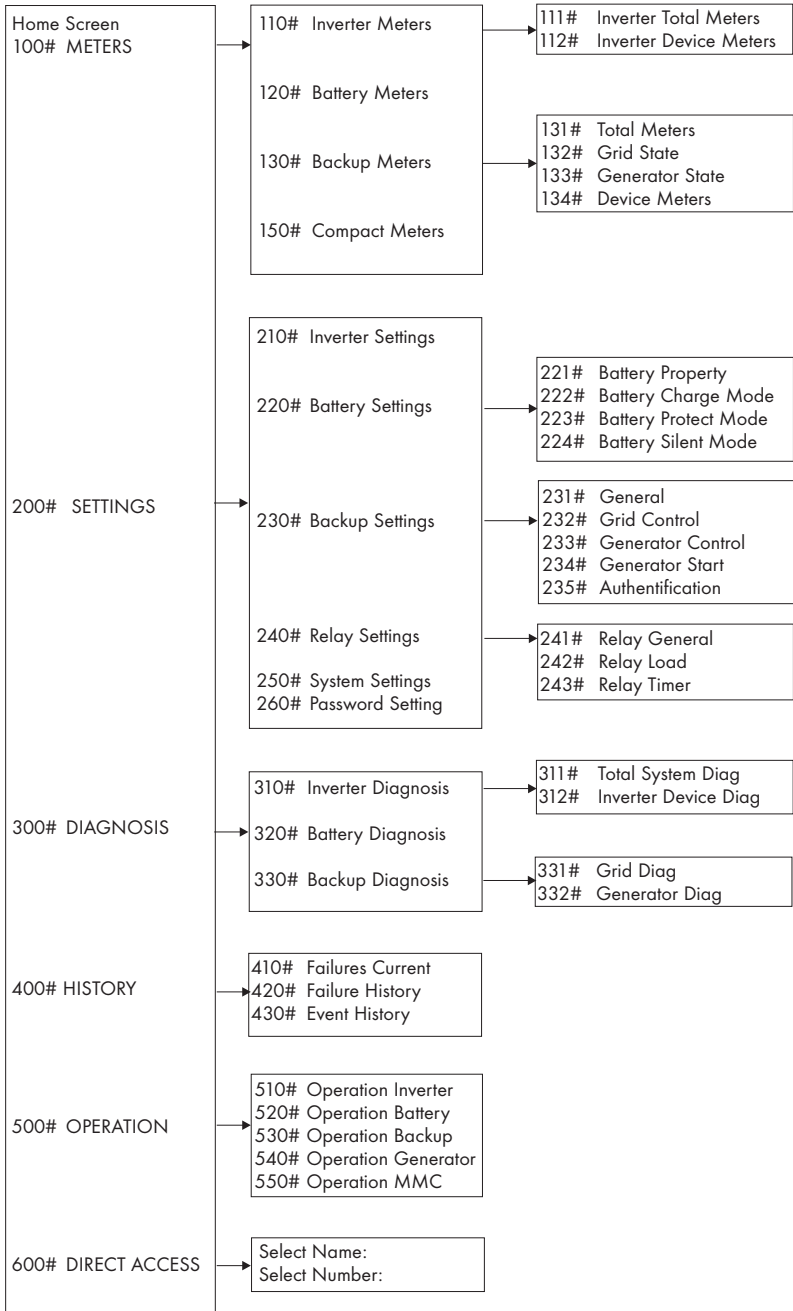 Home Screen
100# METERS
110# Inverter Meters
111# Inverter Total Meters
112# Inverter Device Meters
120# Battery Meters
130# Backup Meters
131# Total Meters
132# Grid State
133# Generator State
134# Device Meters
150# Compact Meters
200# SETTINGS
210# Inverter Settings
220# Battery Settings
221# Battery Property
222# Battery Charge Mode
223# Battery Protect Mode
224# Battery Silent Mode
230# Backup Settings
231# General
232# Grid Control
233# Generator Control
234# Generator Start
235# Authentification
240# Relay Settings
241# Relay General
242# Relay Load
243# Relay Timer
250# System Settings
260# Password Setting
300# DIAGNOSIS
310# Inverter Diagnosis
311# Total System Diag
312# Inverter Device Diag
320# Battery Diagnosis
330# Backup Diagnosis
331# Grid Diag
332# Generator Diag
400# HISTORY
410# Failures Current
420# Failure History
430# Event History
500# OPERATION
510# Operation Inverter
520# Operation Battery
530# Operation Backup
540# Operation Generator
550# Operation MMC
600# DIRECT ACCESS
Select Name:
Select Number: